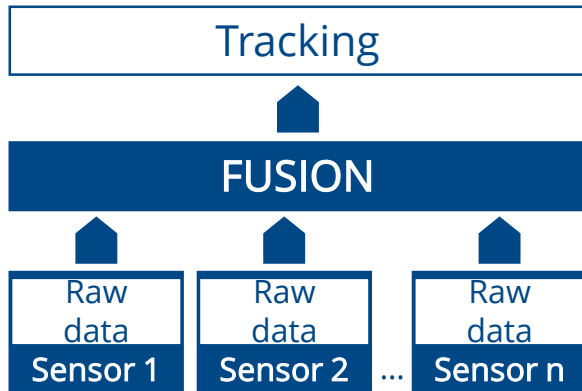 Tracking
FUSION
Raw
data
Sensor 1
Raw
data
Sensor 2
...
Raw
data
Sensor n